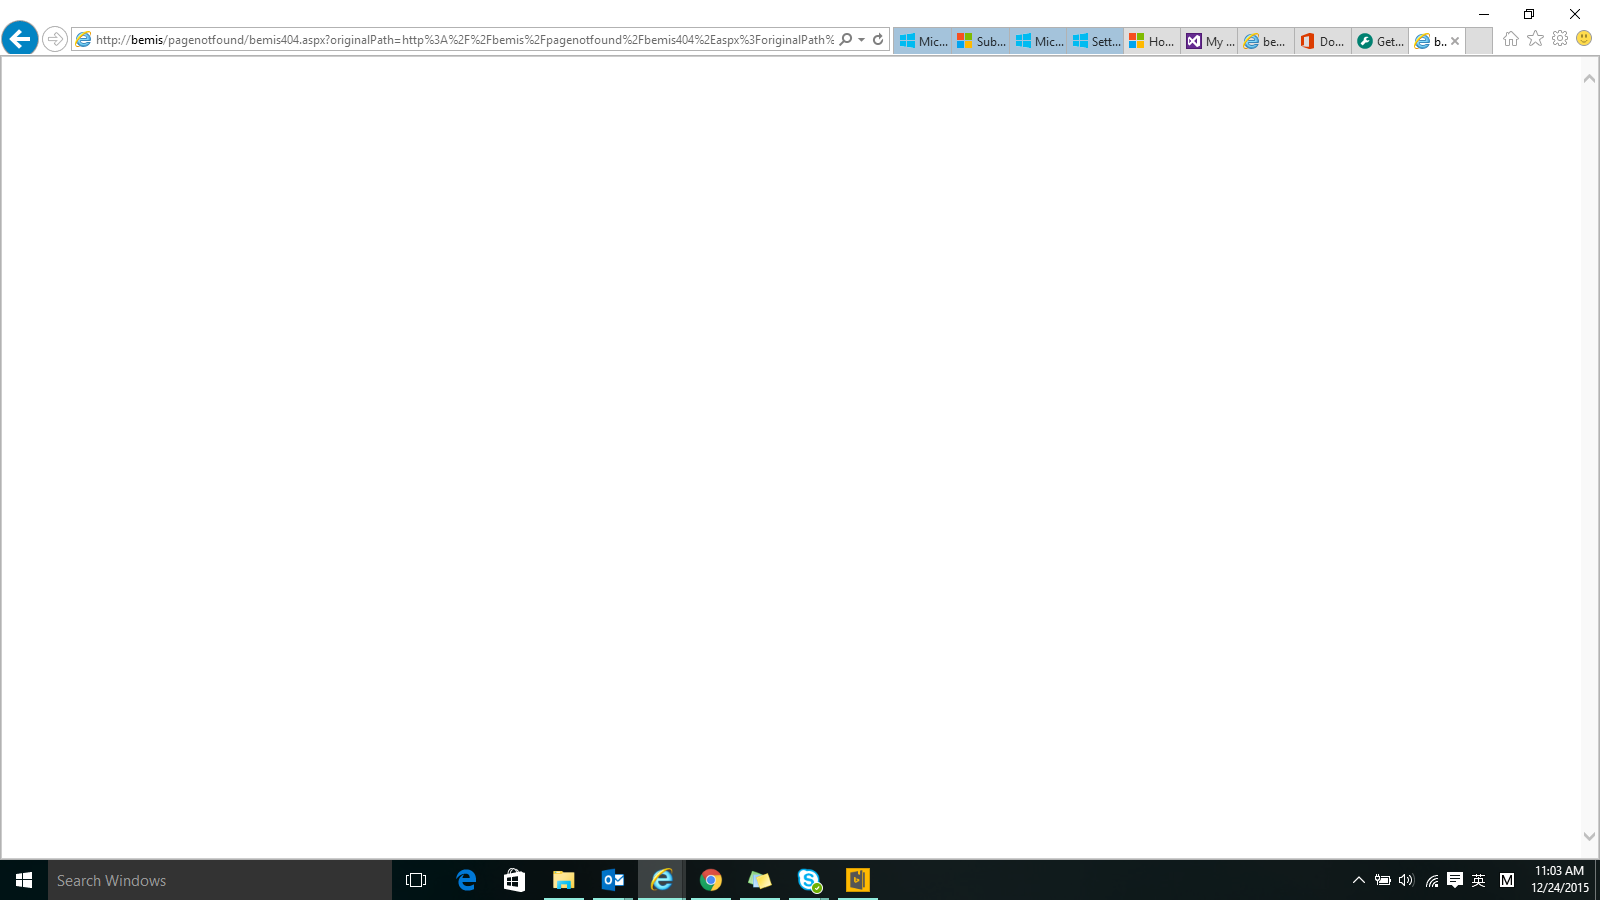 http://bemis/pagenotfound/bemis404.aspx?originalPath=http%3A%2F%2Fbemis%2Fpagenotfound%2Fbemis404%2Easpx%3ForiginalPath%
Mic...
Sub...
Mic...
Sett...
Ho...
My ...
be...
Do...
Get...
b..
Search Windows
英
M
11:03 AM
12/24/2015